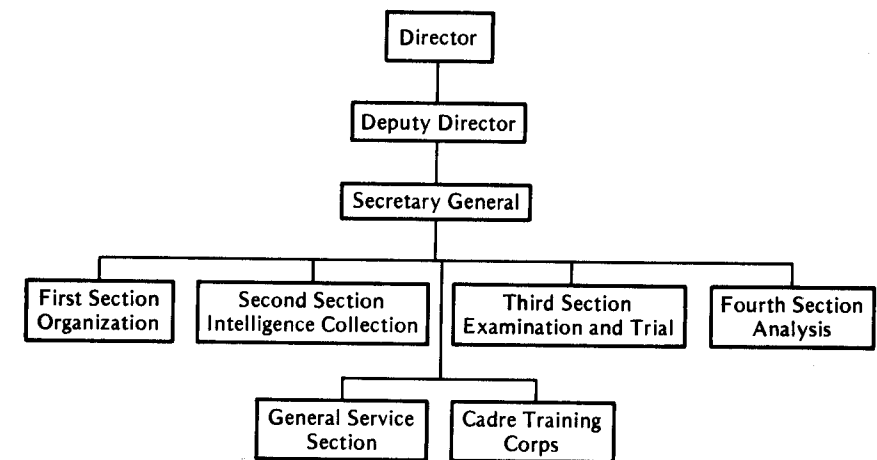 Director
Deputy Director
Secretary General
First Section
Organization
Second Section
Intelligence Collection
Third Section
Examination and Trial
Fourth Section
Analysis
General Service
Section
Cadre Training
Corps